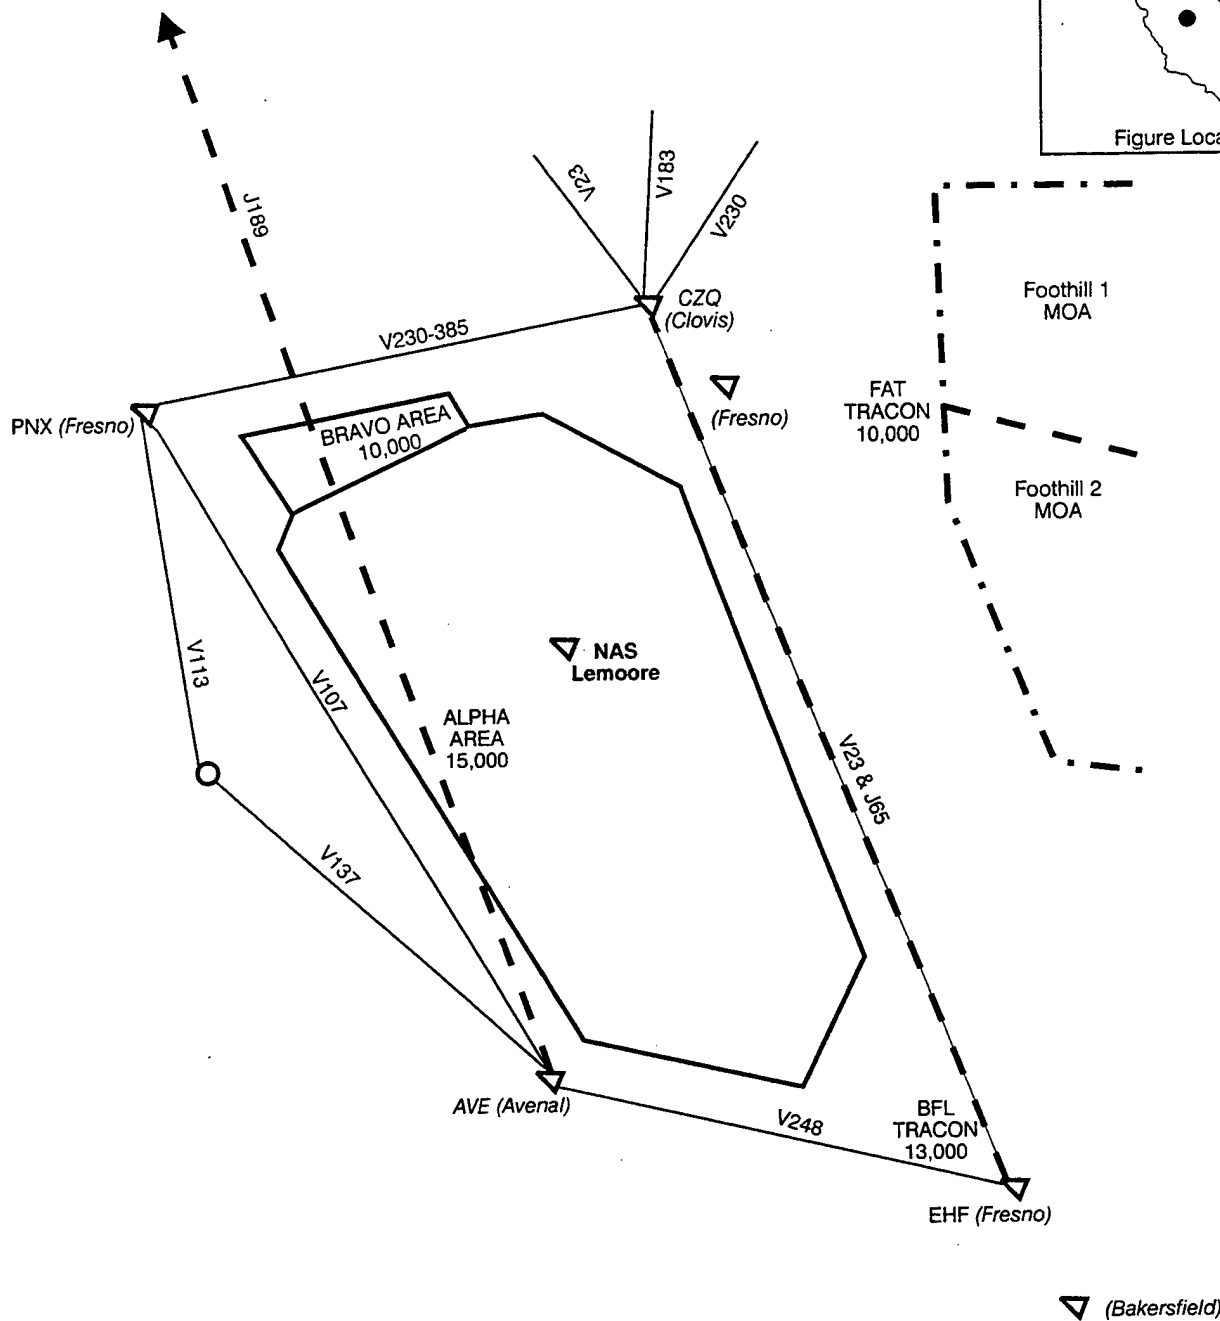 Figure Loca
J189
V23
V183
V230
CZQ
(Clovis)
Foothill 1
MOA
V230-385
PNX (Fresno)
BRAVO AREA
10,000
(Fresno)
FAT
TRACON
10,000
Foothill 2
MOA
V113
V107
NAS
Lemoore
ALPHA
AREA
15,000
V23 & J65
V137
AVE (Avenal)
V248
BFL
TRACON
13,000
EHF (Fresno)
(Bakersfield)